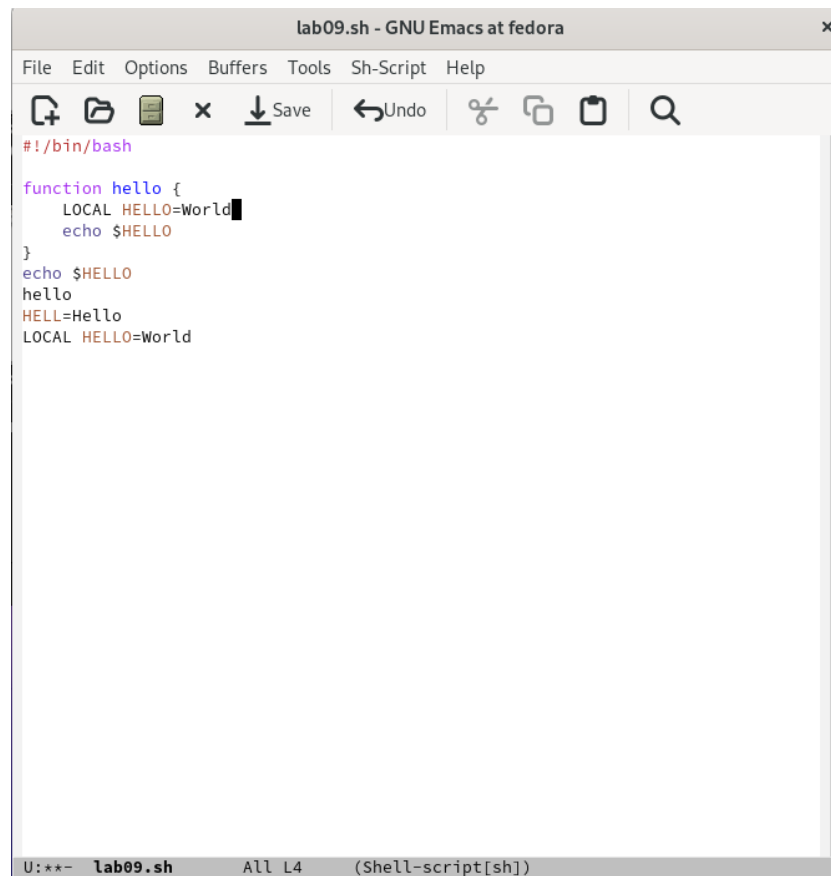 lab09.sh - GNU Emacs at fedora
File Edit Options Buffers Tools Sh-Script Help
Save Undo
#!/bin/bash
function hello {
    LOCAL HELLO=World
    echo $HELLO
}
echo $HELLO
hello
HELL=Hello
LOCAL HELLO=World
U:**- lab09.sh All L4 (Shell-script[sh])